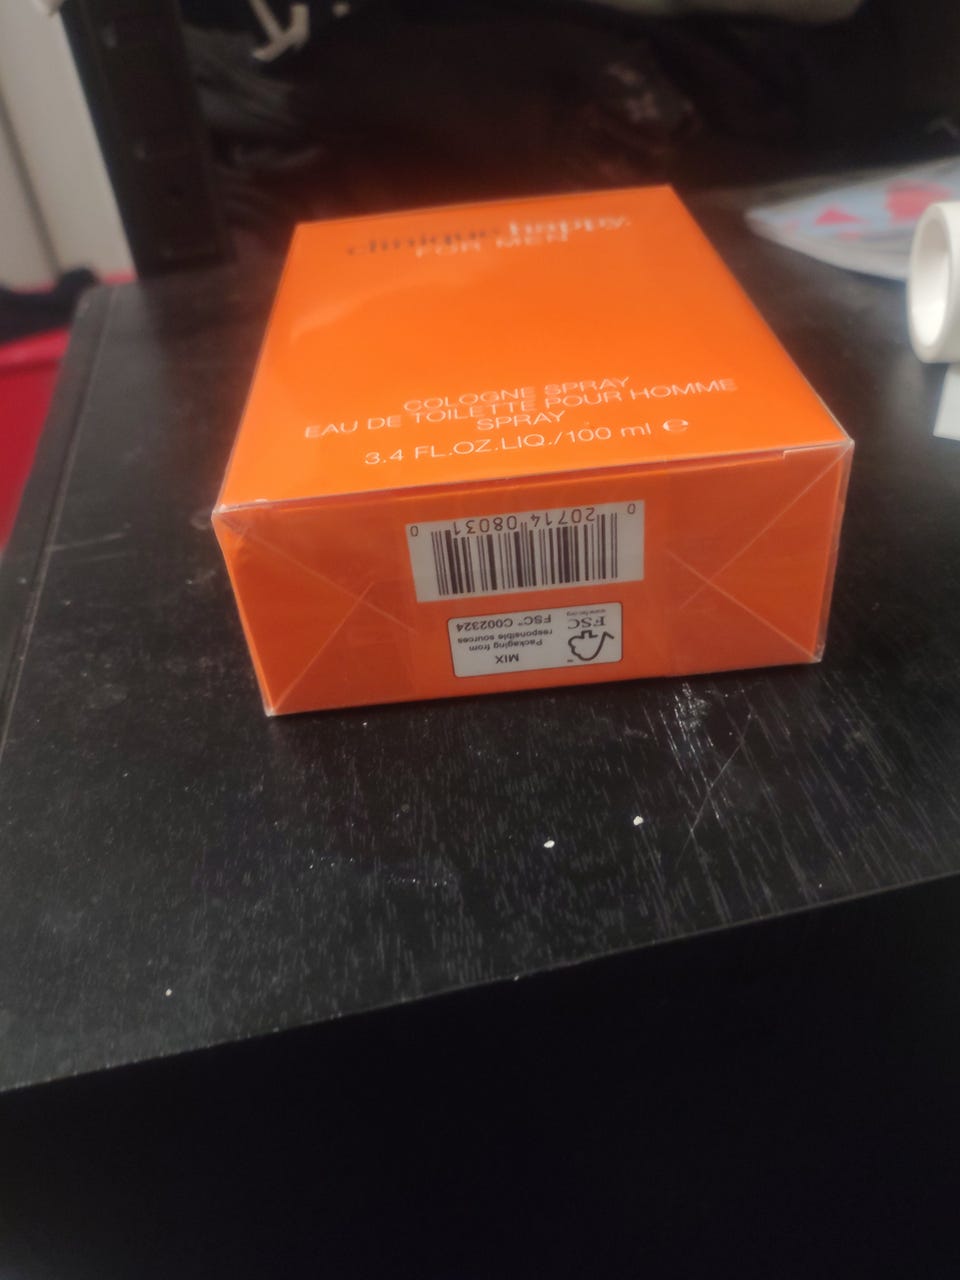 clinique happy.
FOR MEN
COLOGNE SPRAY
EAU DE TOILETTE POUR HOMME
SPRAY
3.4 FL.OZ.LIQ./100 ml ℮
0 20714 08031 0
MIX
Packaging from
responsible sources
FSC® C002324
FSC
www.fsc.org